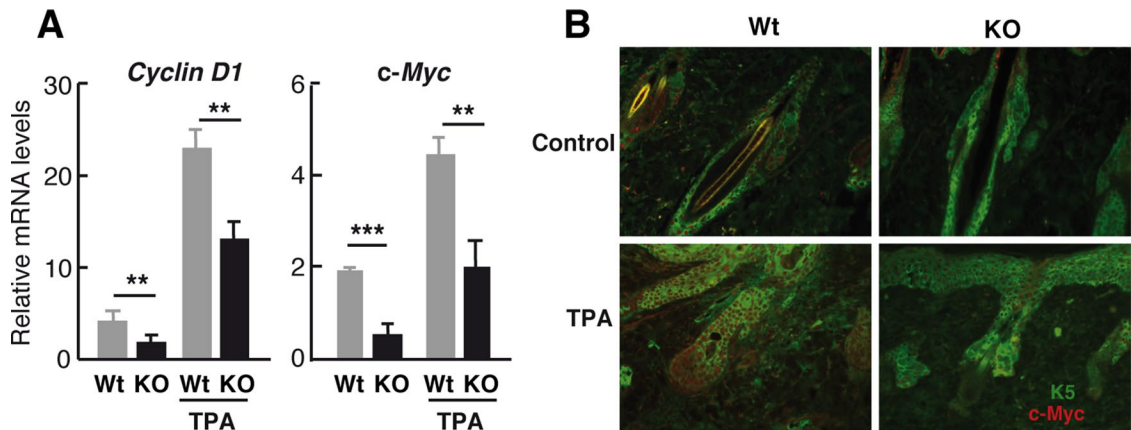 A
Cyclin D1
c-Myc
Relative mRNA levels
30
20
10
0
**
**
Wt KO Wt KO
TPA
6
4
2
0
***
**
Wt KO Wt KO
TPA
B
Wt
KO
Control
TPA
K5
c-Myc